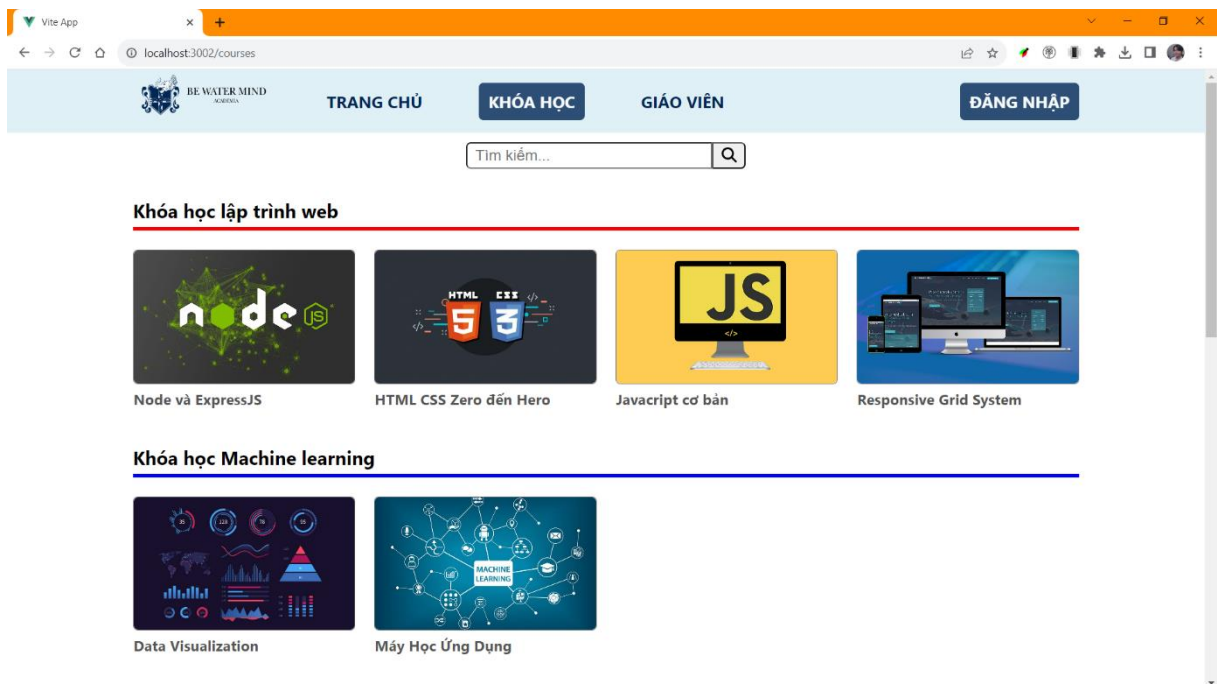 Vite App
localhost:3002/courses
BE WATER MIND
ACADEMIA
TRANG CHỦ
KHÓA HỌC
GIÁO VIÊN
ĐĂNG NHẬP
Tìm kiếm...
Khóa học lập trình web
node JS
HTML CSS
5 3
JS
</>
Node và ExpressJS
HTML CSS Zero đến Hero
Javacript cơ bản
Responsive Grid System
Khóa học Machine learning
MACHINE
LEARNING
Data Visualization
Máy Học Ứng Dụng